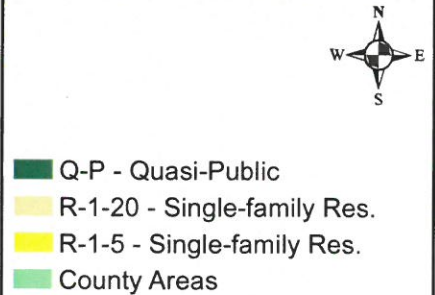 N
W E
S
Q-P - Quasi-Public
R-1-20 - Single-family Res.
R-1-5 - Single-family Res.
County Areas